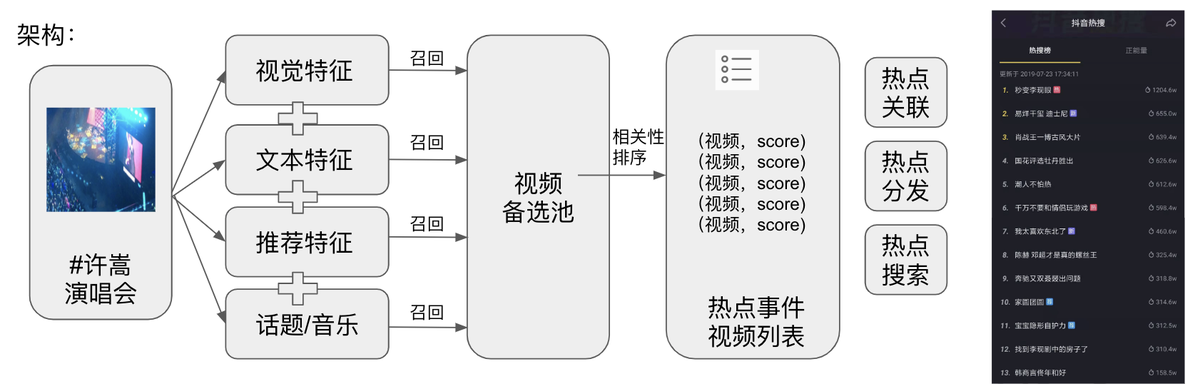 架构：
#许嵩
演唱会
视觉特征
文本特征
推荐特征
话题/音乐
召回
召回
召回
召回
视频
备选池
相关性
排序
(视频，score)
(视频，score)
(视频，score)
(视频，score)
(视频，score)
热点事件
视频列表
热点
关联
热点
分发
热点
搜索
抖音热搜
热搜榜 正能量
更新于 2019-07-23 17:34:11
1. 秒变李现眼 热 1204.6w
2. 易烊千玺 迪士尼 新 655.0w
3. 肖战王一博古风大片 639.4w
4. 国花评选牡丹胜出 626.6w
5. 潮人不怕热 612.6w
6. 千万不要和情侣玩游戏 热 598.4w
7. 我太喜欢东北了 新 460.6w
8. 陈赫 邓超才是真的螺丝王 325.4w
9. 奔驰又双叒叕出问题 318.8w
10. 家圆团圆 314.6w
11. 宝宝隐形自护力 312.5w
12. 找到李现剧中的房子了 310.4w
13. 韩商言佟年和好 158.5w